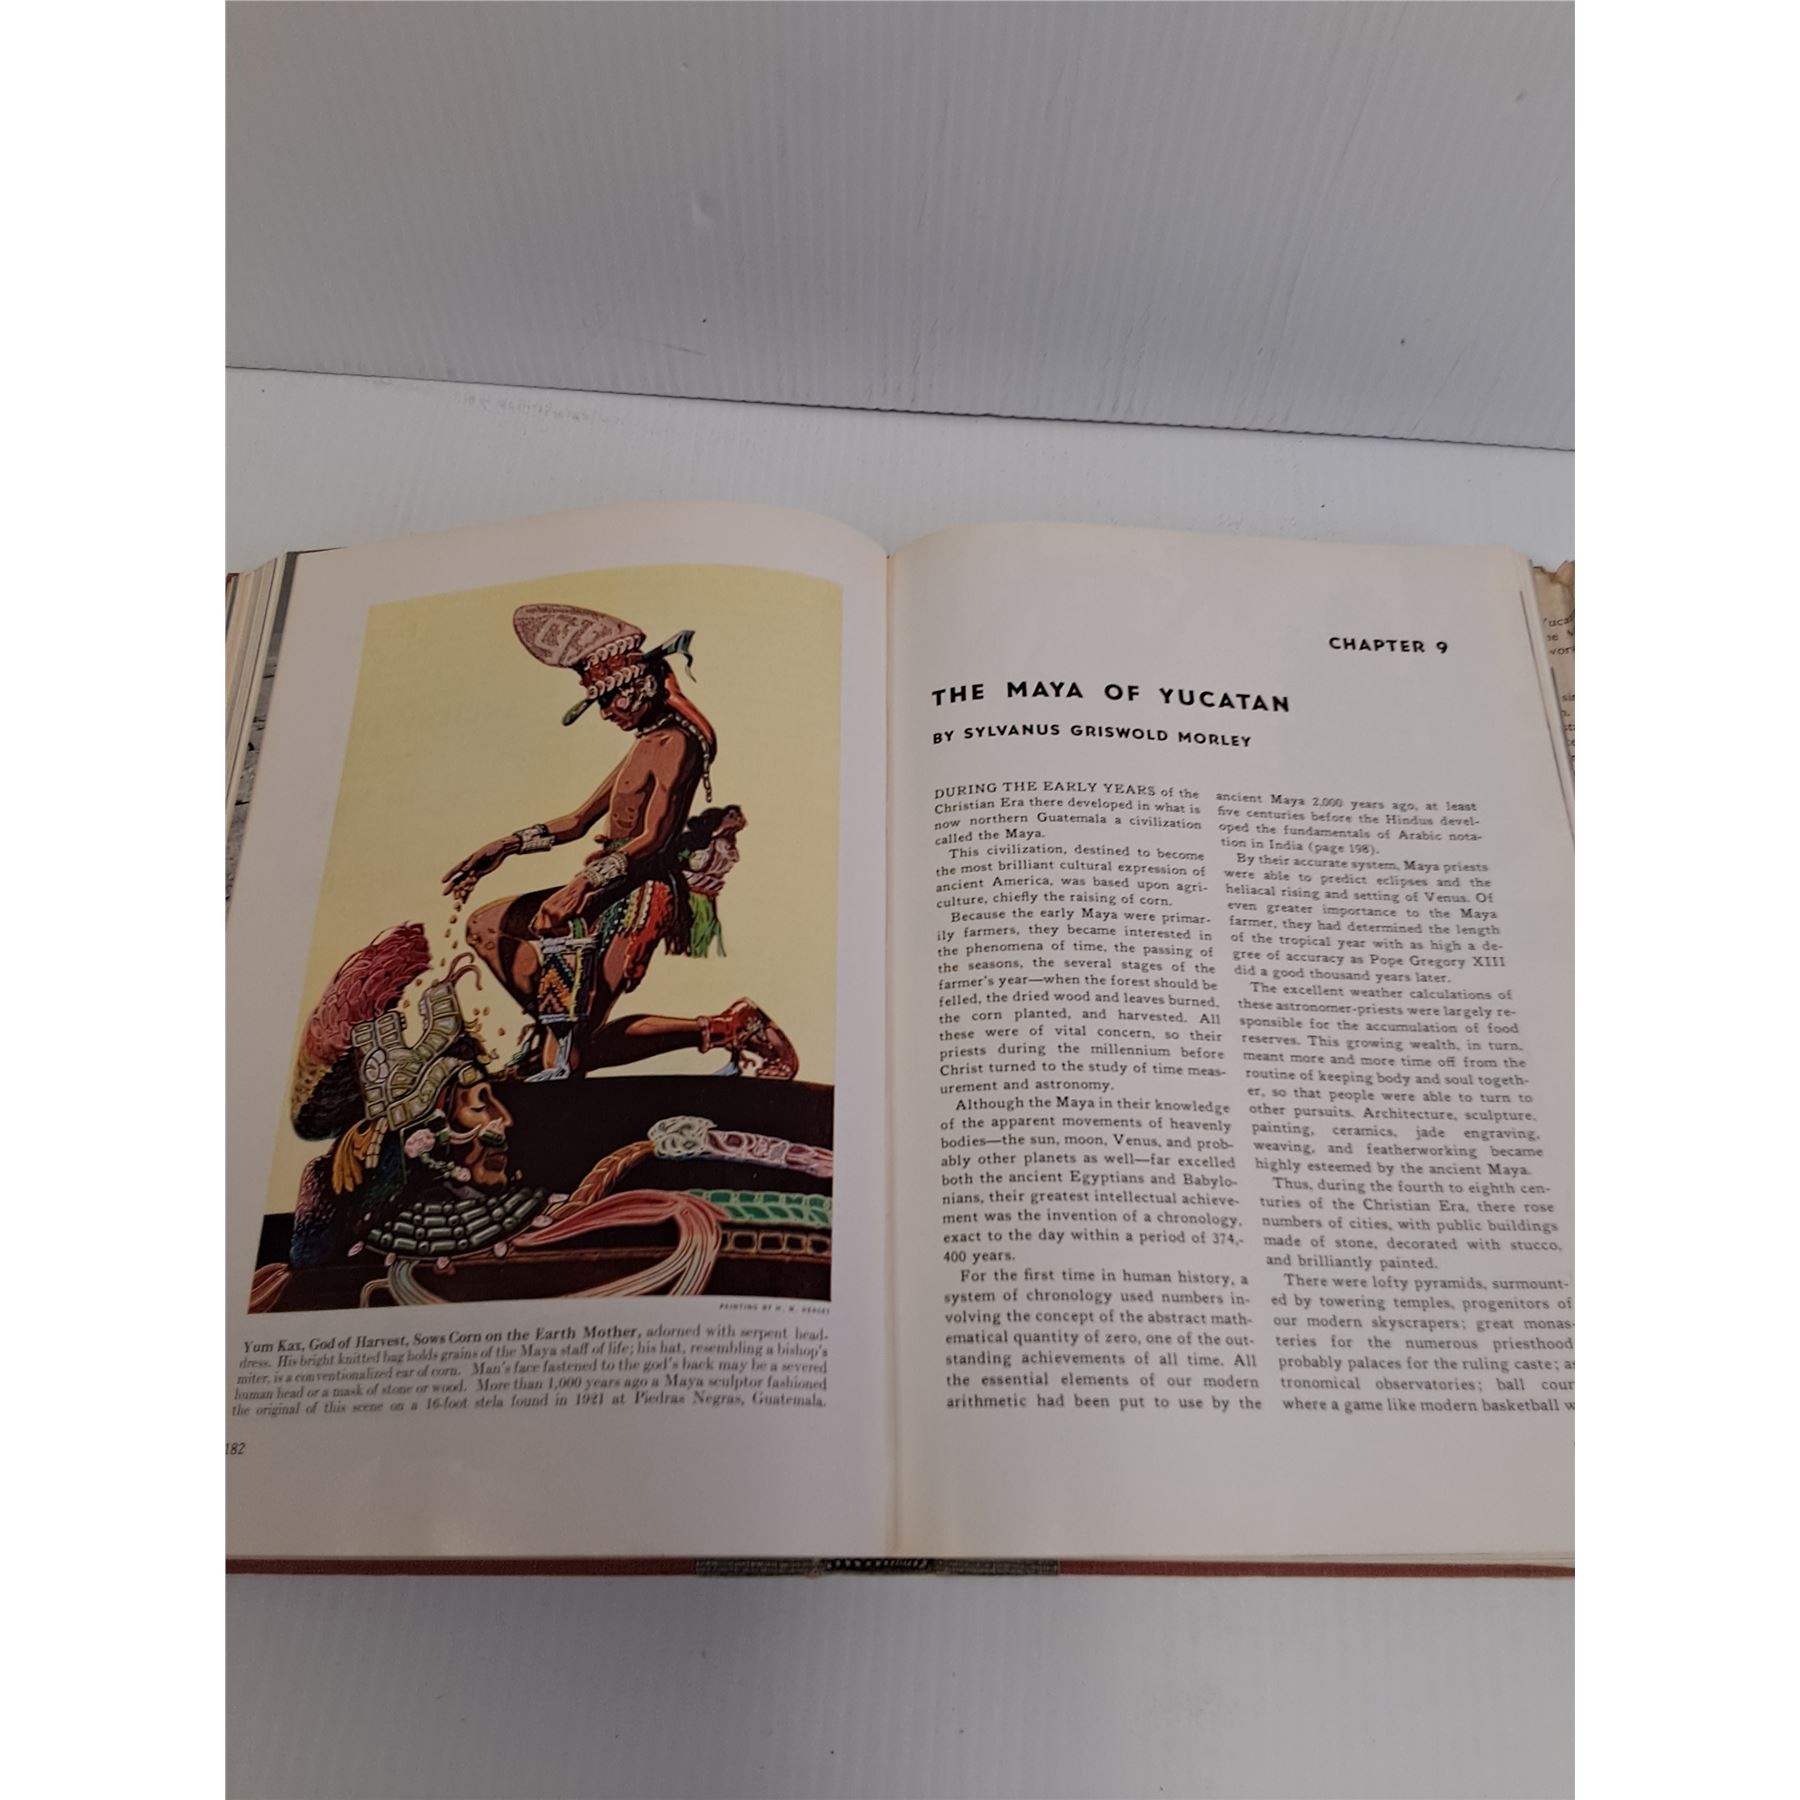 PAINTING BY H. M. HERGET
Yum Kax, God of Harvest, Sows Corn on the Earth Mother, adorned with serpent head-
dress. His bright knitted bag holds grains of the Maya staff of life; his hat, resembling a bishop's
miter, is a conventionalized ear of corn. Man's face fastened to the god's back may be a severed
human head or a mask of stone or wood. More than 1,000 years ago a Maya sculptor fashioned
the original of this scene on a 16-foot stela found in 1921 at Piedras Negras, Guatemala.
182
CHAPTER 9
THE MAYA OF YUCATAN
BY SYLVANUS GRISWOLD MORLEY
DURING THE EARLY YEARS of the
Christian Era there developed in what is
now northern Guatemala a civilization
called the Maya.
This civilization, destined to become
the most brilliant cultural expression of
ancient America, was based upon agri-
culture, chiefly the raising of corn.
Because the early Maya were primar-
ily farmers, they became interested in
the phenomena of time, the passing of
the seasons, the several stages of the
farmer's year—when the forest should be
felled, the dried wood and leaves burned,
the corn planted, and harvested. All
these were of vital concern, so their
priests during the millennium before
Christ turned to the study of time meas-
urement and astronomy.
Although the Maya in their knowledge
of the apparent movements of heavenly
bodies—the sun, moon, Venus, and prob-
ably other planets as well—far excelled
both the ancient Egyptians and Babylo-
nians, their greatest intellectual achieve-
ment was the invention of a chronology,
exact to the day within a period of 374,-
400 years.
For the first time in human history, a
system of chronology used numbers in-
volving the concept of the abstract math-
ematical quantity of zero, one of the out-
standing achievements of all time. All
the essential elements of our modern
arithmetic had been put to use by the
ancient Maya 2,000 years ago, at least
five centuries before the Hindus devel-
oped the fundamentals of Arabic nota-
tion in India (page 198).
By their accurate system, Maya priests
were able to predict eclipses and the
heliacal rising and setting of Venus. Of
even greater importance to the Maya
farmer, they had determined the length
of the tropical year with as high a de-
gree of accuracy as Pope Gregory XIII
did a good thousand years later.
The excellent weather calculations of
these astronomer-priests were largely re-
sponsible for the accumulation of food
reserves. This growing wealth, in turn,
meant more and more time off from the
routine of keeping body and soul togeth-
er, so that people were able to turn to
other pursuits. Architecture, sculpture,
painting, ceramics, jade engraving,
weaving, and featherworking became
highly esteemed by the ancient Maya.
Thus, during the fourth to eighth cen-
turies of the Christian Era, there rose
numbers of cities, with public buildings
made of stone, decorated with stucco,
and brilliantly painted.
There were lofty pyramids, surmount-
ed by towering temples, progenitors of
our modern skyscrapers; great monas-
teries for the numerous priesthood
probably palaces for the ruling caste; as
tronomical observatories; ball cour
where a game like modern basketball w